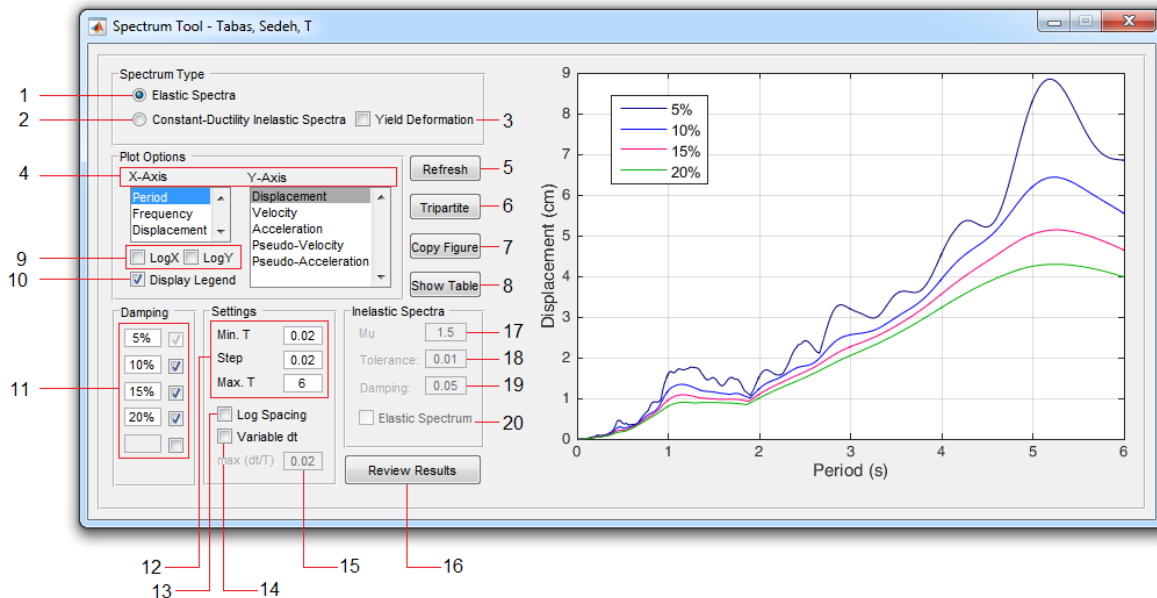 Spectrum Tool - Tabas, Sedeh, T
Spectrum Type
1 Elastic Spectra
2 Constant-Ductility Inelastic Spectra Yield Deformation 3
Plot Options
4 X-Axis Y-Axis
Period
Frequency
Displacement
Displacement
Velocity
Acceleration
Pseudo-Velocity
Pseudo-Acceleration
9 LogX LogY
10 Display Legend
Refresh 5
Tripartite 6
Copy Figure 7
Show Table 8
Damping
11
5%
10%
15%
20%
Settings
12
Min. T 0.02
Step 0.02
Max. T 6
13 Log Spacing
14 Variable dt
max (dt/T) 0.02 15
Inelastic Spectra
Mu 1.5 17
Tolerance: 0.01 18
Damping: 0.05 19
Elastic Spectrum 20
Review Results 16
5%
10%
15%
20%
Displacement (cm)
9
8
7
6
5
4
3
2
1
0
0 1 2 3 4 5 6
Period (s)